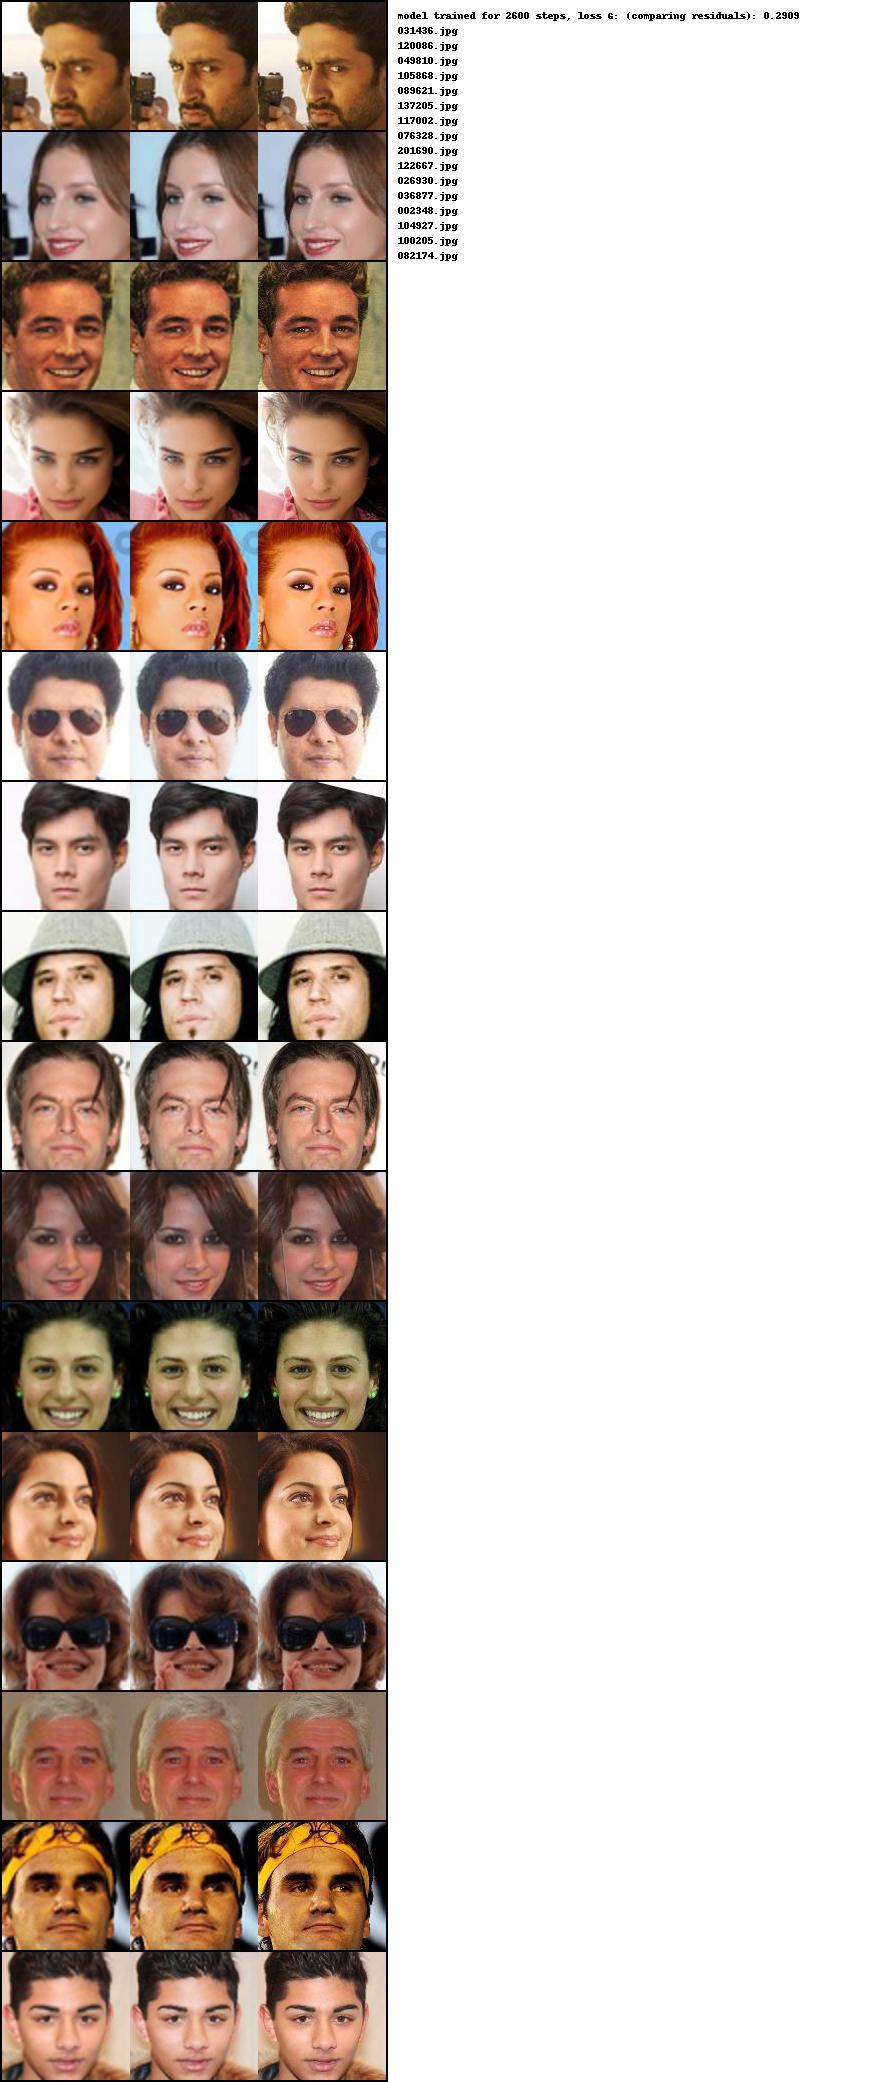 model trained for 2600 steps, loss G: (comparing residuals): 0.2909
031436.jpg
120086.jpg
049810.jpg
105868.jpg
089621.jpg
137205.jpg
117002.jpg
076328.jpg
201690.jpg
122667.jpg
026930.jpg
036877.jpg
002348.jpg
104927.jpg
100205.jpg
082174.jpg